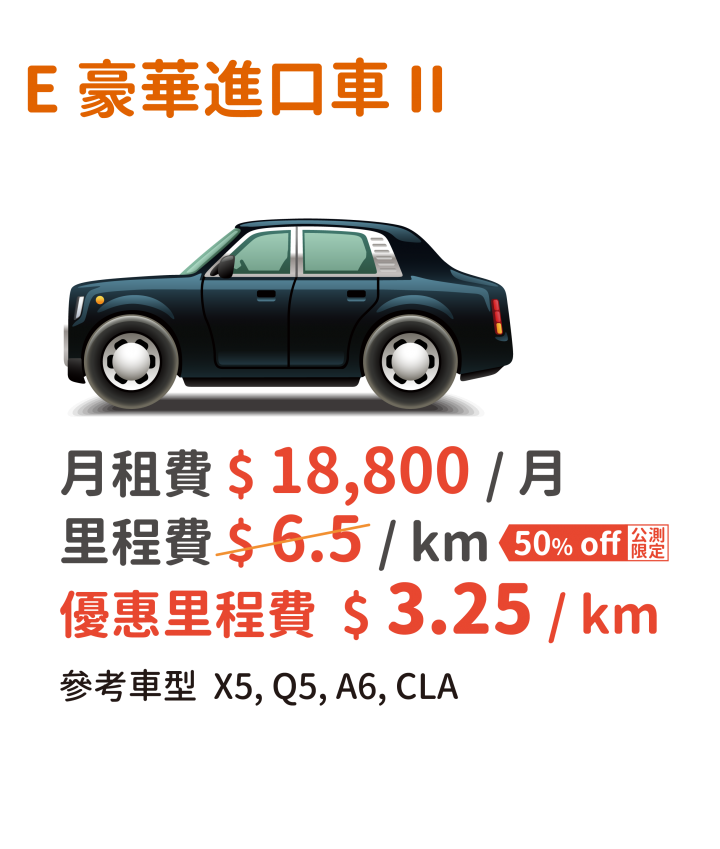 E 豪華進口車 II
月租費 $ 18,800 / 月
里程費 $ 6.5 / km 50% off 公測限定
優惠里程費 $ 3.25 / km
參考車型 X5, Q5, A6, CLA